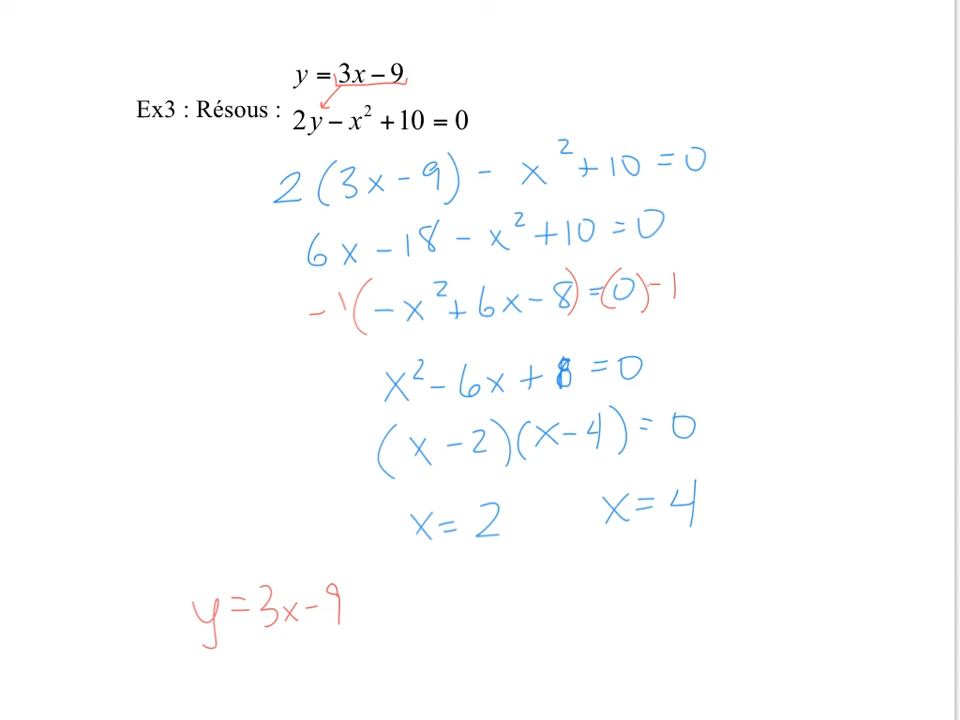 y = 3x − 9
Ex3 : Résous :
2y − x² + 10 = 0
2(3x − 9) − x² + 10 = 0
6x − 18 − x² + 10 = 0
−1(−x² + 6x − 8) = (0)−1
x² − 6x + 8 = 0
(x − 2)(x − 4) = 0
x = 2 x = 4
y = 3x − 9